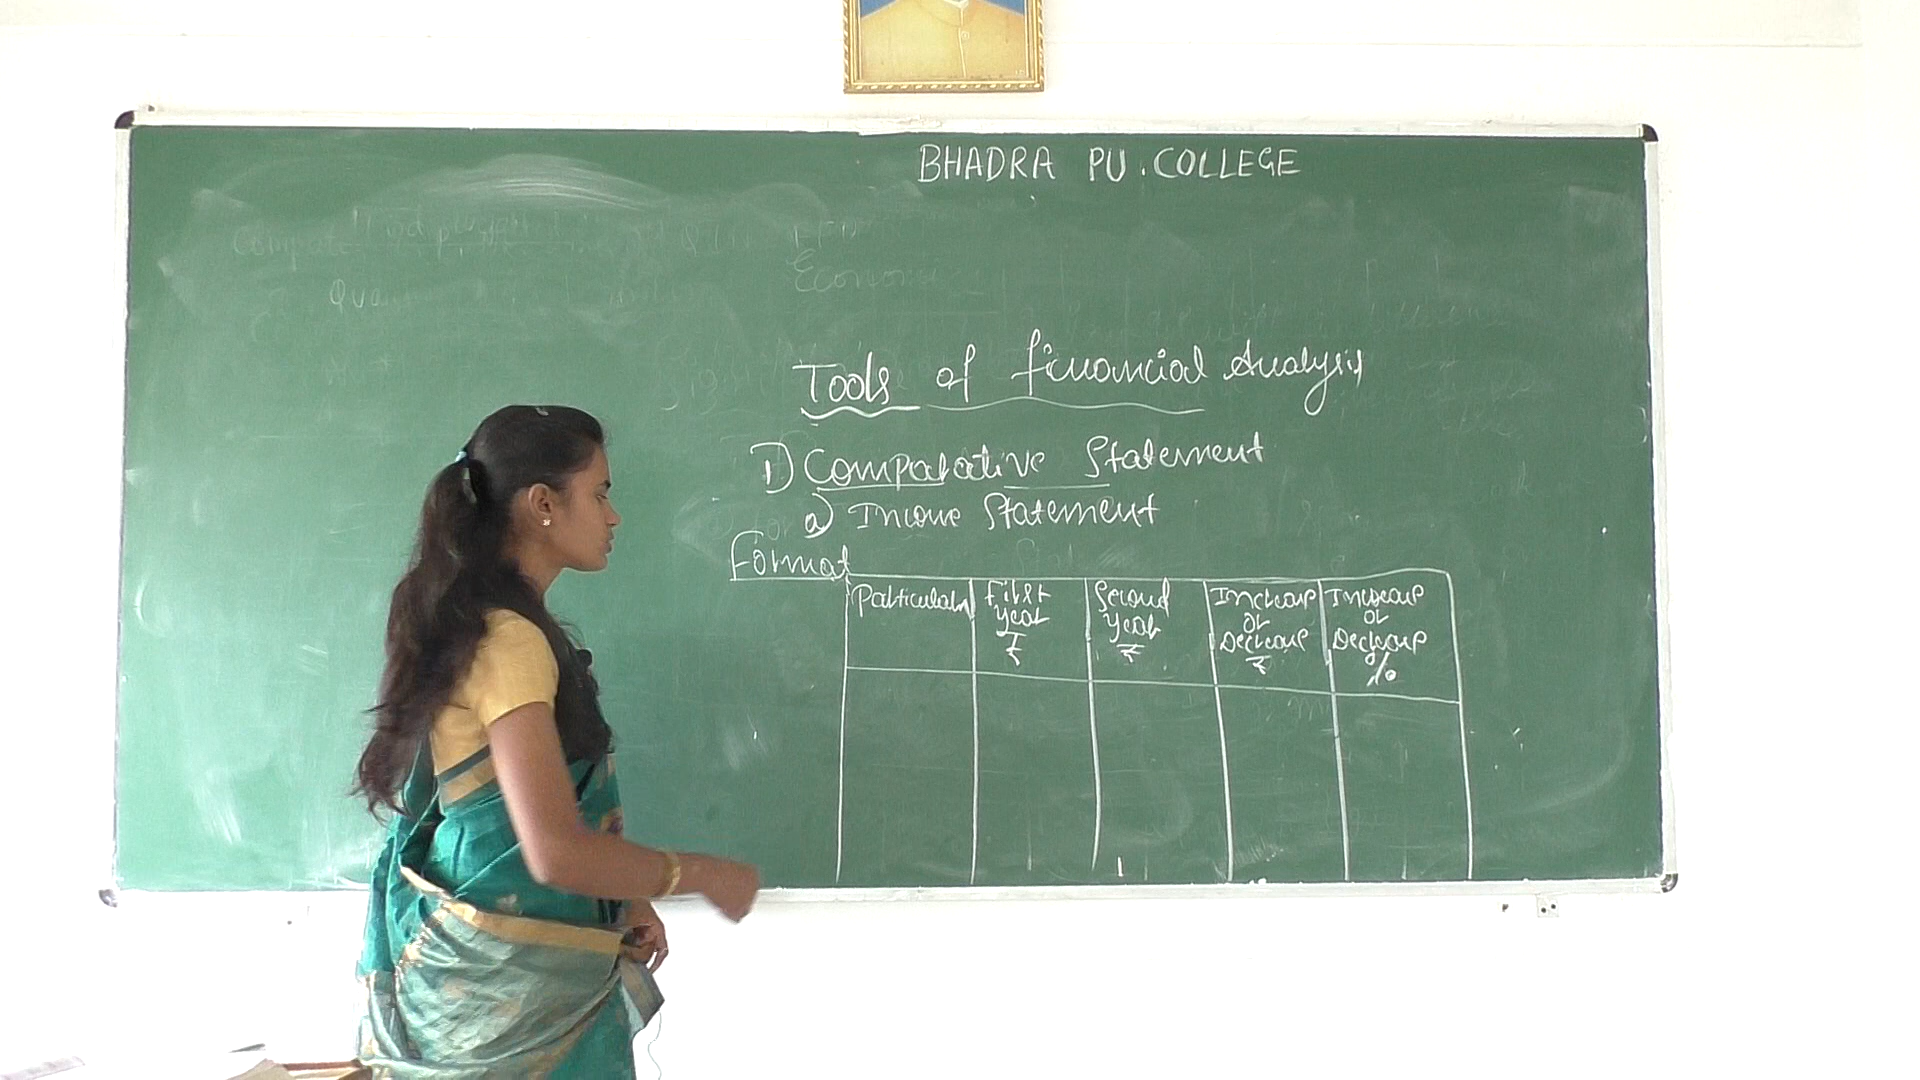 BHADRA PU. COLLEGE
Economi
Tools of financial Analysis
1) Comparative Statement
a) Income Statement
Format
Particulars
First
year
₹
Second
year
₹
Increase
or
Decrease
₹
Increase
or
Decrease
%